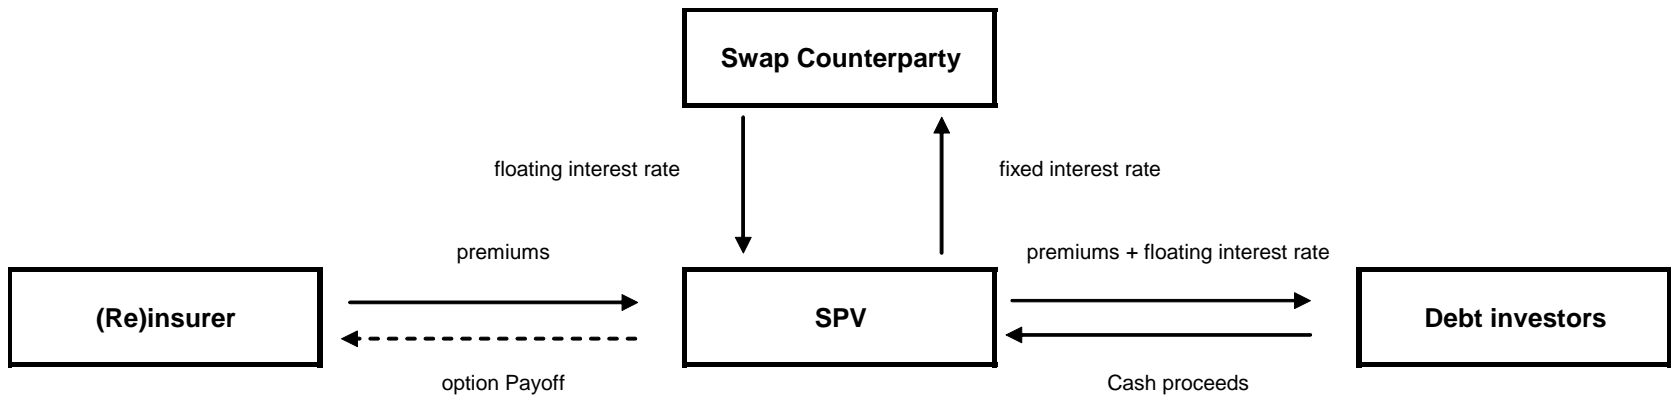 Swap Counterparty
floating interest rate
fixed interest rate
premiums
premiums + floating interest rate
(Re)insurer
SPV
Debt investors
option Payoff
Cash proceeds